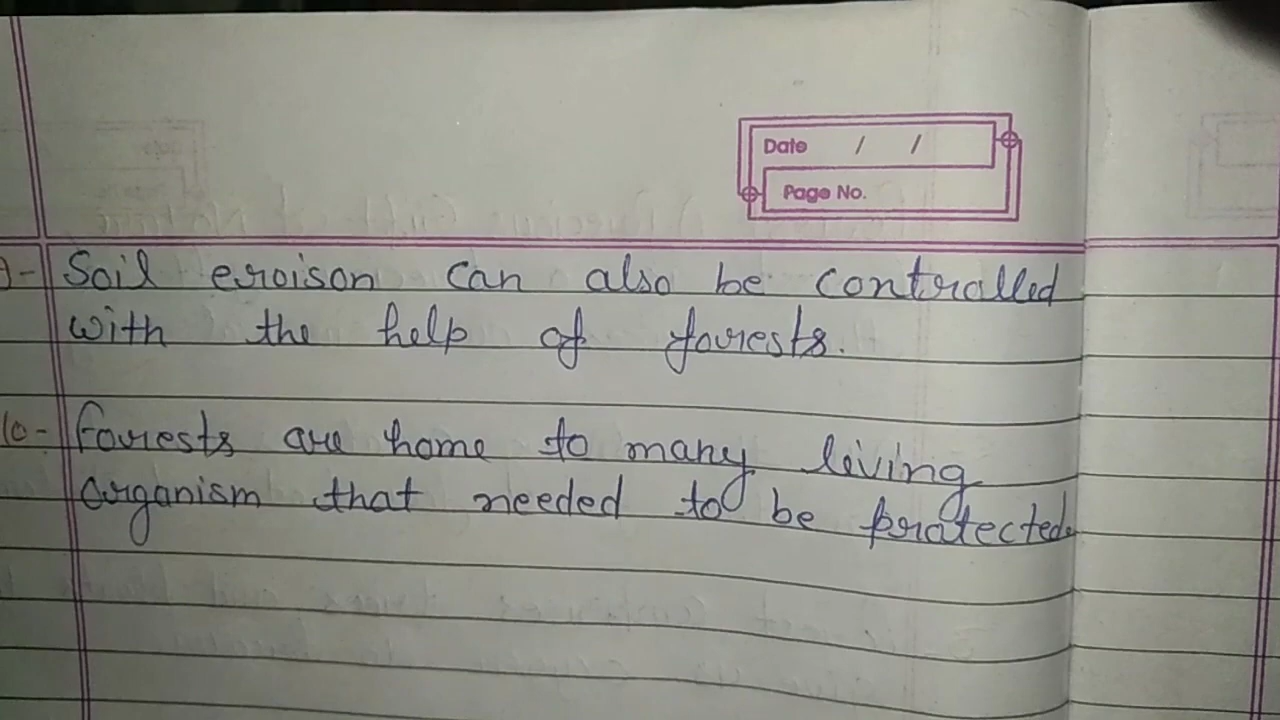 Date / /
Page No.
9- Soil eroison can also be controlled
with the help of forests.
10- Forests are home to many living
organism that needed to be protected.